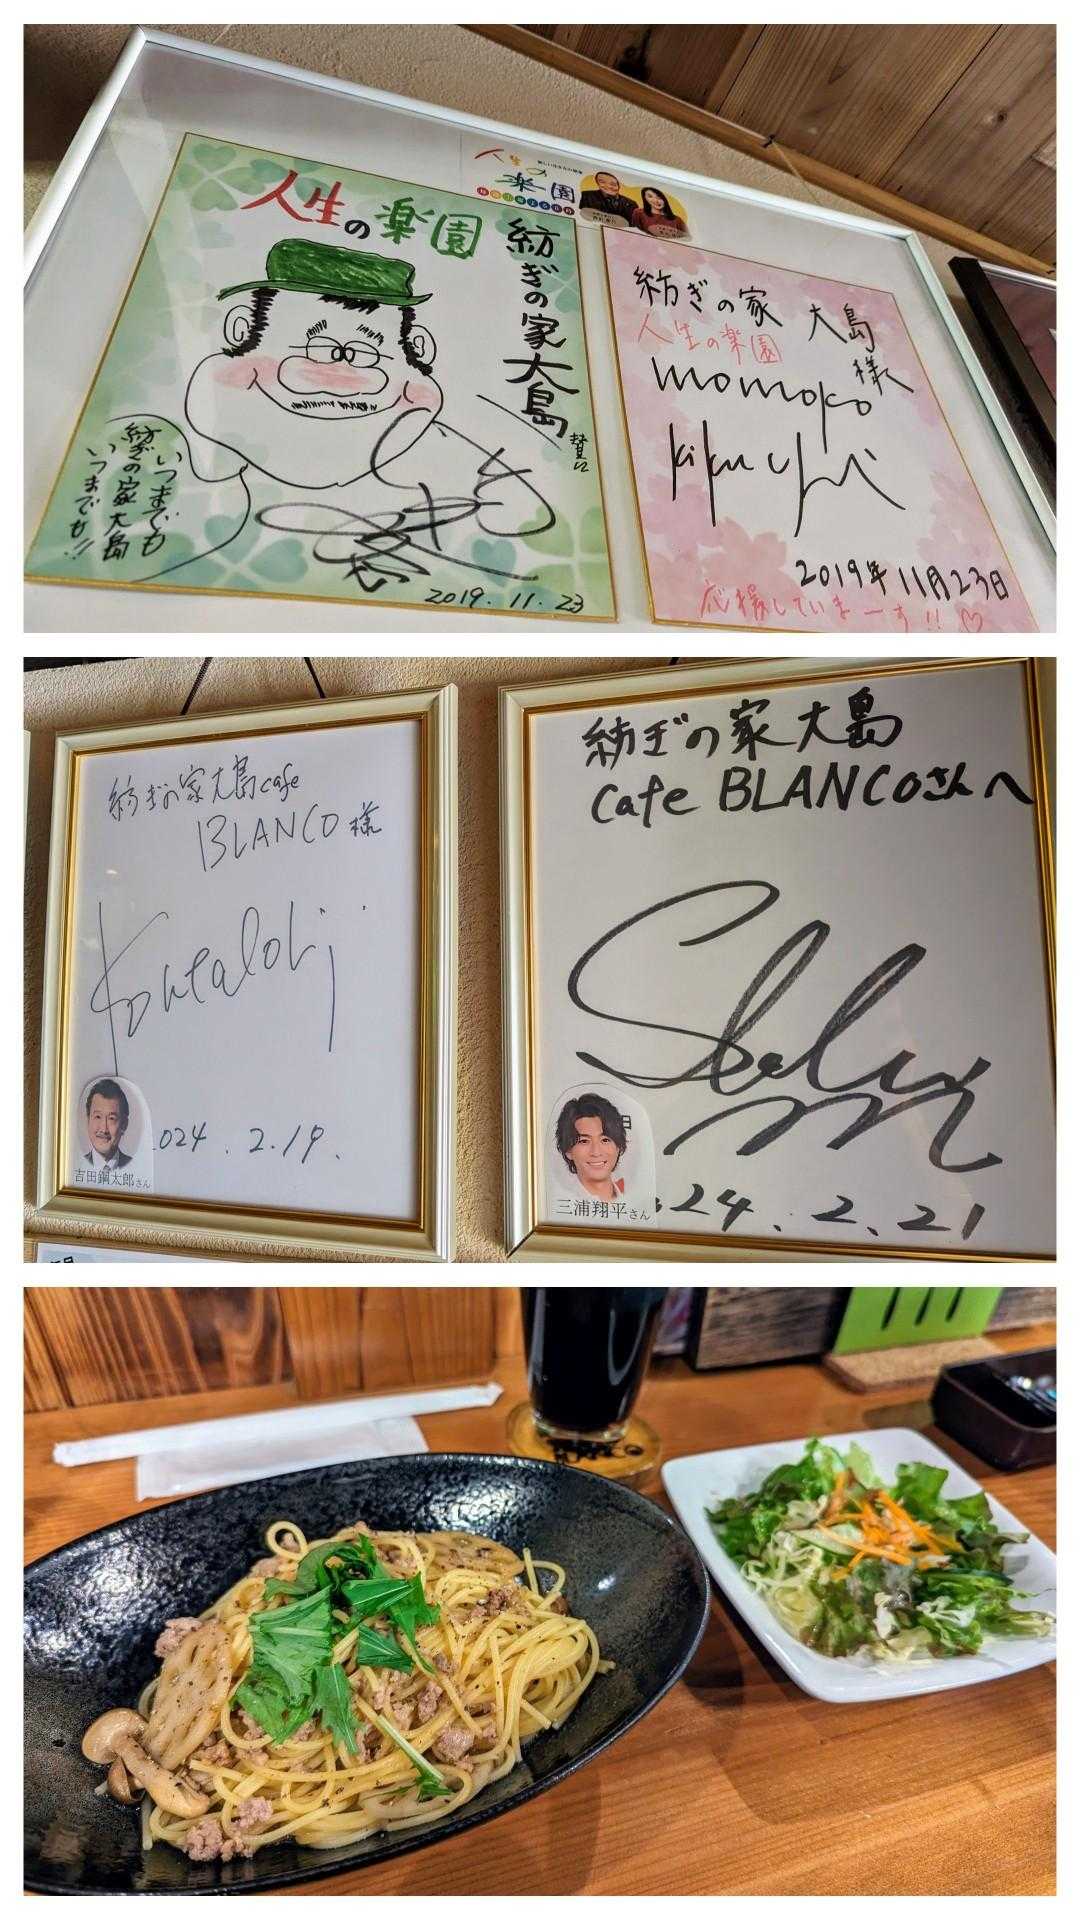 人生の楽園
人生の楽園
紡ぎの家大島
賛江
いつまでも
紡ぎの家大島
いつまでも!!
2019.11.23
紡ぎの家 大島様
人生の楽園
momoko
kikuchi
2019年11月23日
応援していまーす!!♡
紡ぎの家大島cafe
BLANCO 様
024.2.19.
吉田鋼太郎さん
紡ぎの家大島
cafe BLANCOさんへ
24.2.21
三浦翔平さん